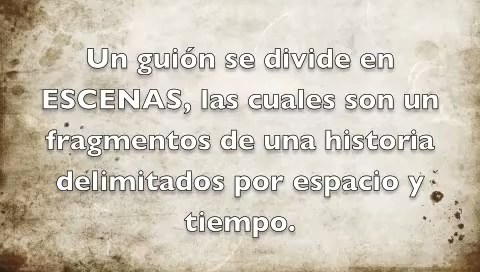 Un guión se divide en
ESCENAS, las cuales son un
fragmentos de una historia
delimitados por espacio y
tiempo.